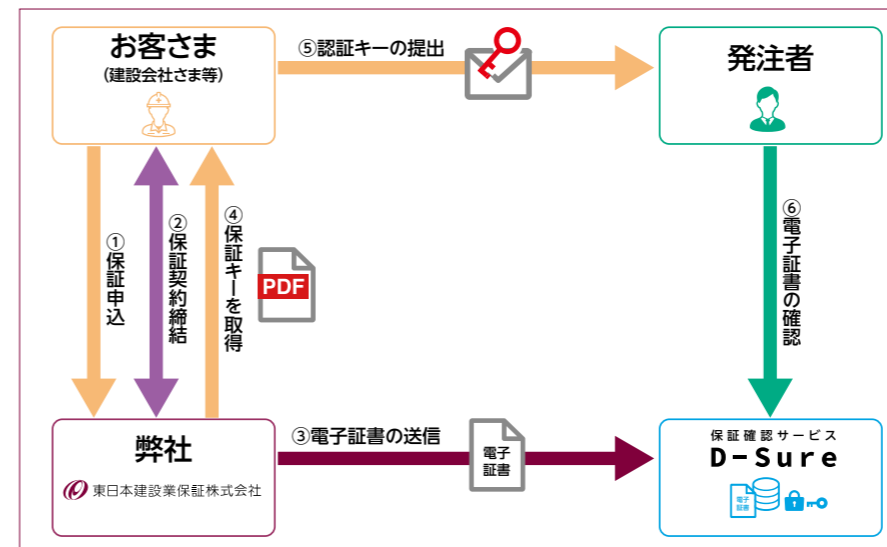 お客さま
(建設会社さま等)
⑤認証キーの提出
発注者
①保証申込
②保証契約締結
④保証キーを取得
PDF
⑥電子証書の確認
弊社
東日本建設業保証株式会社
③電子証書の送信
電子
証書
保証確認サービス
D-Sure
電子
証書